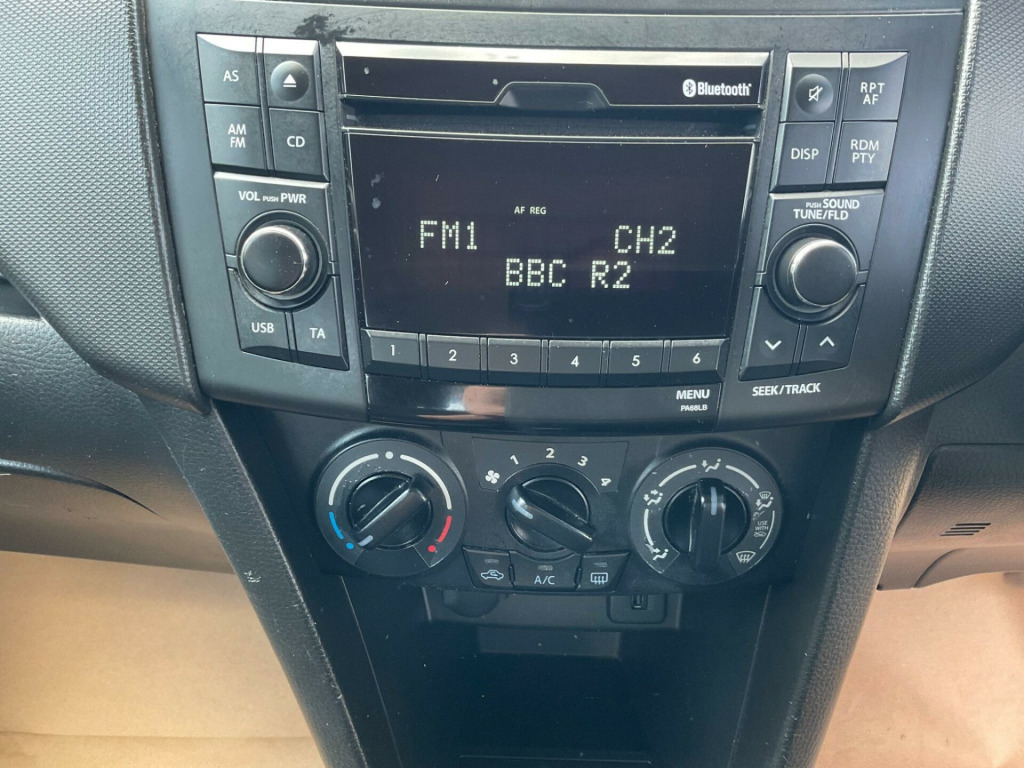 AS
Bluetooth
RPT
AF
AM
FM
CD
DISP
RDM
PTY
VOL PUSH PWR
PUSH SOUND
TUNE/FLD
AF REG
FM1 CH2
BBC R2
USB
TA
1 2 3 4 5 6
MENU
PA66LB
SEEK/TRACK
1 2 3 4
USE
WITH
A/C